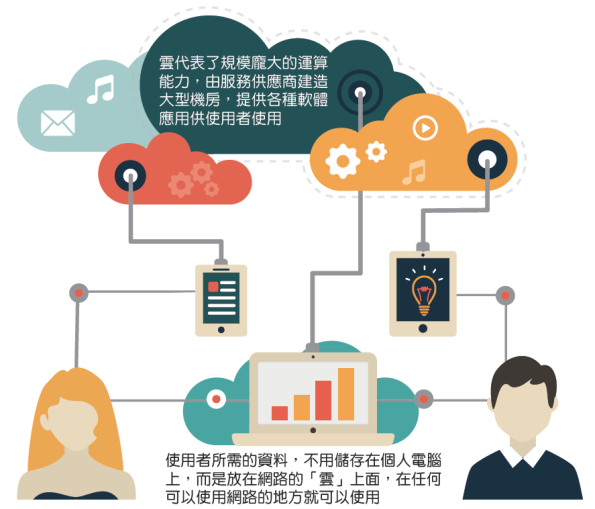 雲代表了規模龐大的運算
能力，由服務供應商建造
大型機房，提供各種軟體
應用供使用者使用
使用者所需的資料，不用儲存在個人電腦
上，而是放在網路的「雲」上面，在任何
可以使用網路的地方就可以使用